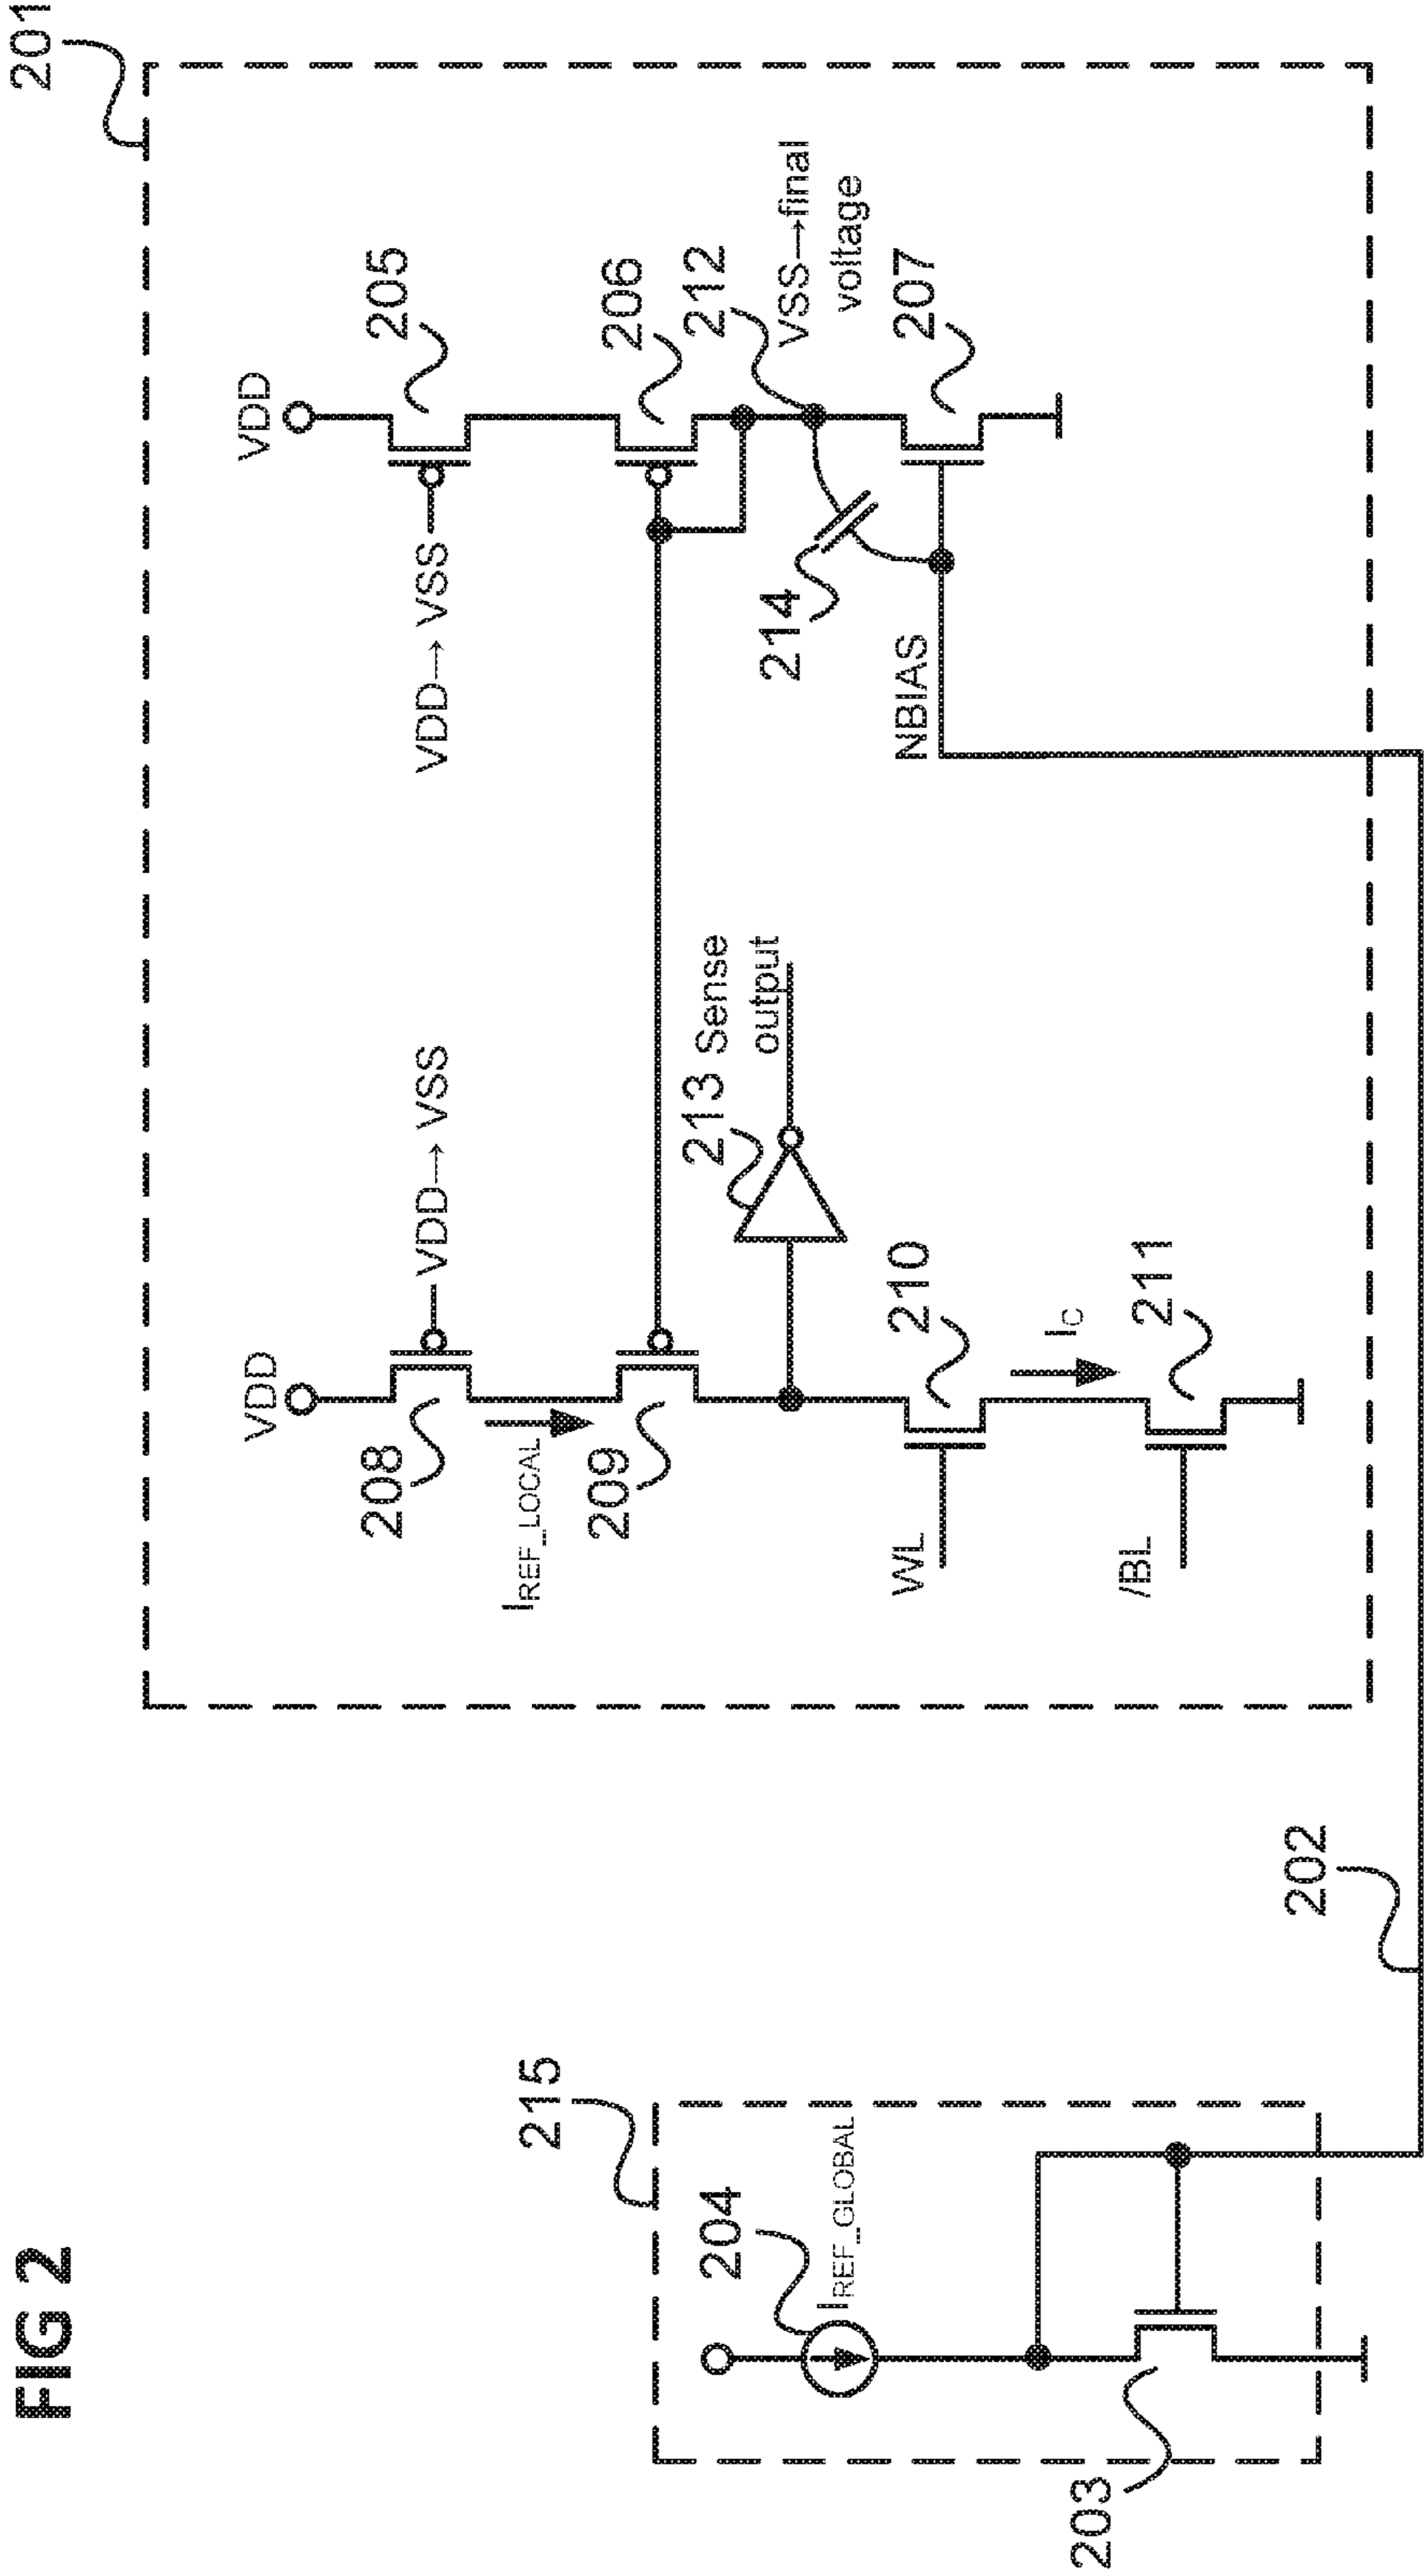 FIG 2
201
VDD
VDD
205
208
VDD→ VSS
VDD→ VSS
IREF_LOCAL
209
206
213 Sense
output
212
VSS→final
voltage
214
WL
210
NBIAS
207
IC
/BL
211
215
204
IREF_GLOBAL
203
202